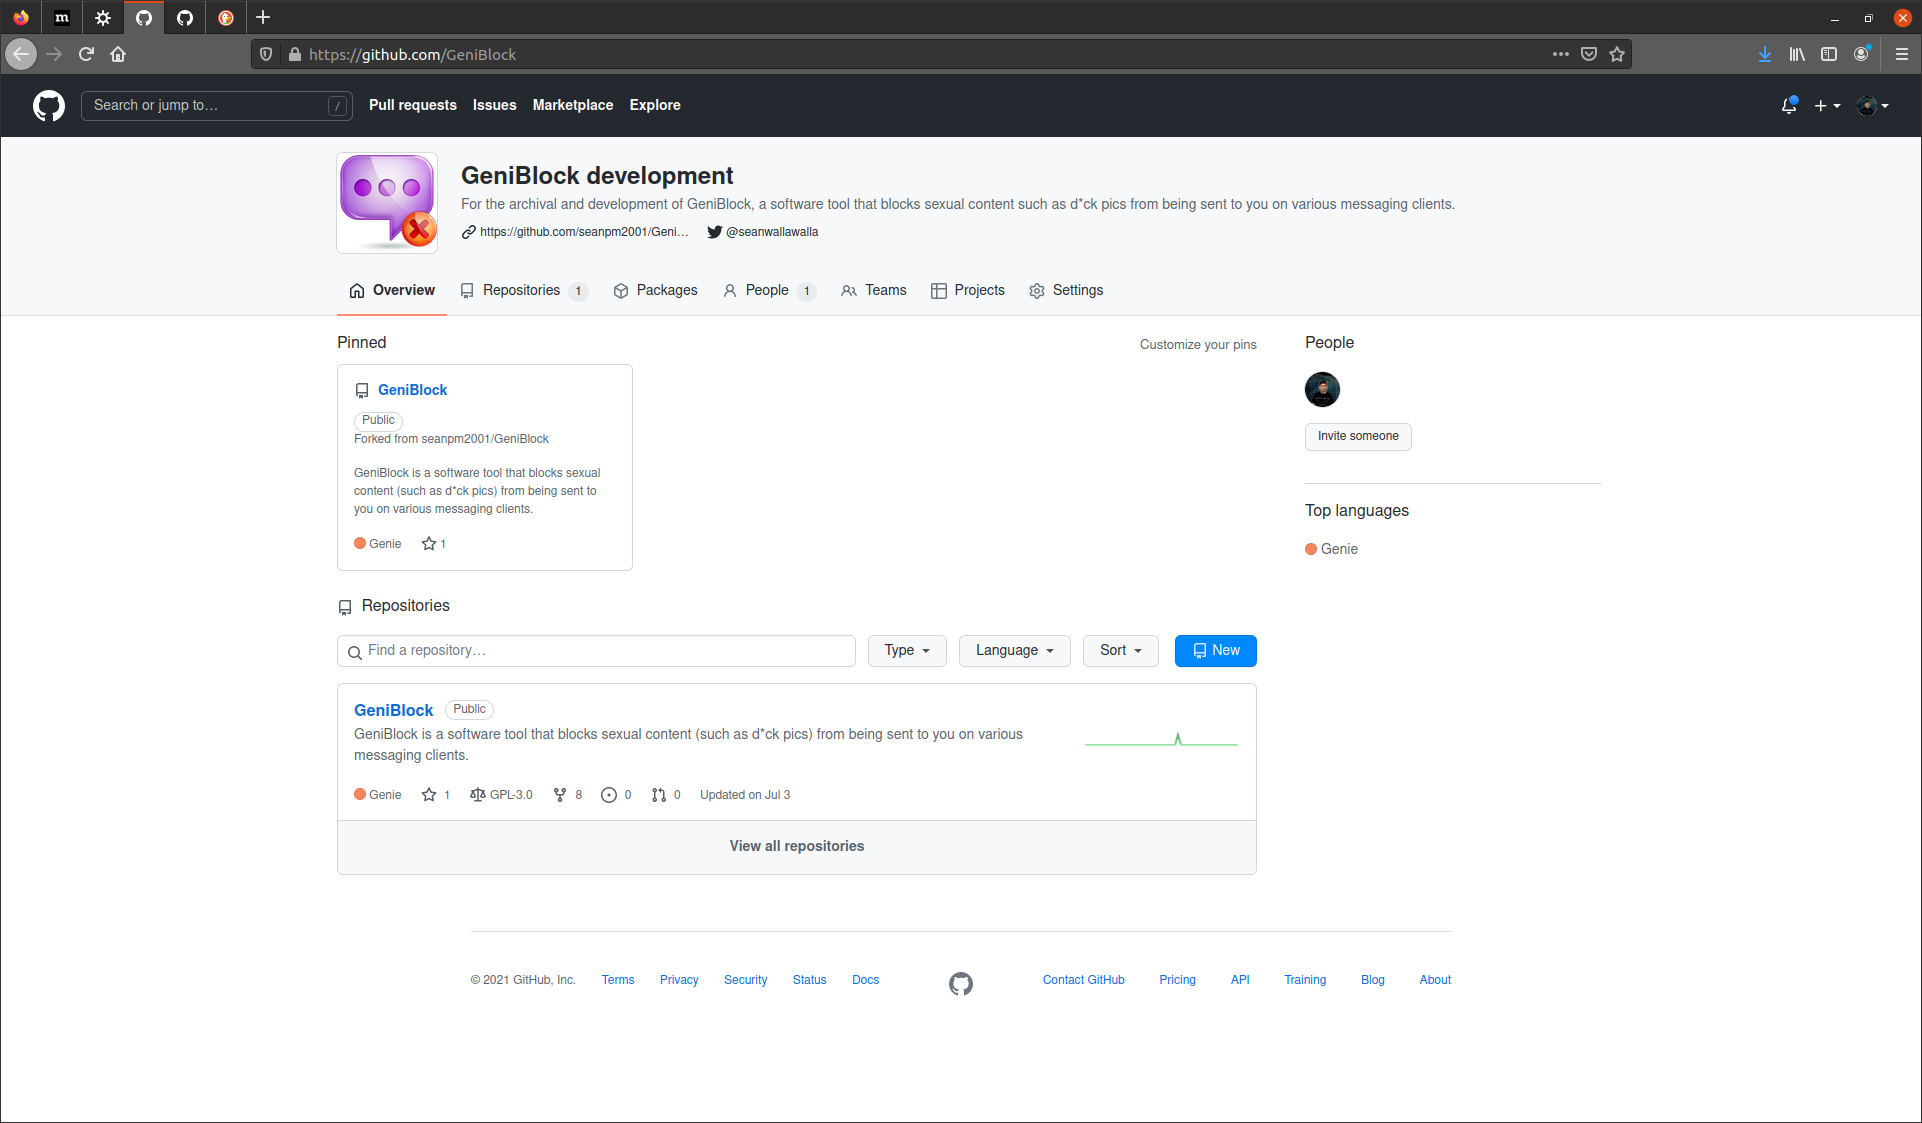 m
https://github.com/GeniBlock
Search or jump to… /
Pull requests Issues Marketplace Explore
GeniBlock development
For the archival and development of GeniBlock, a software tool that blocks sexual content such as d*ck pics from being sent to you on various messaging clients.
https://github.com/seanpm2001/Geni… @seanwallawalla
Overview Repositories 1 Packages People 1 Teams Projects Settings
Pinned Customize your pins
GeniBlock
Public
Forked from seanpm2001/GeniBlock
GeniBlock is a software tool that blocks sexual
content (such as d*ck pics) from being sent to
you on various messaging clients.
Genie 1
People
Invite someone
Top languages
Genie
Repositories
Find a repository… Type Language Sort New
GeniBlock Public
GeniBlock is a software tool that blocks sexual content (such as d*ck pics) from being sent to you on various
messaging clients.
Genie 1 GPL-3.0 8 0 0 Updated on Jul 3
View all repositories
© 2021 GitHub, Inc. Terms Privacy Security Status Docs Contact GitHub Pricing API Training Blog About